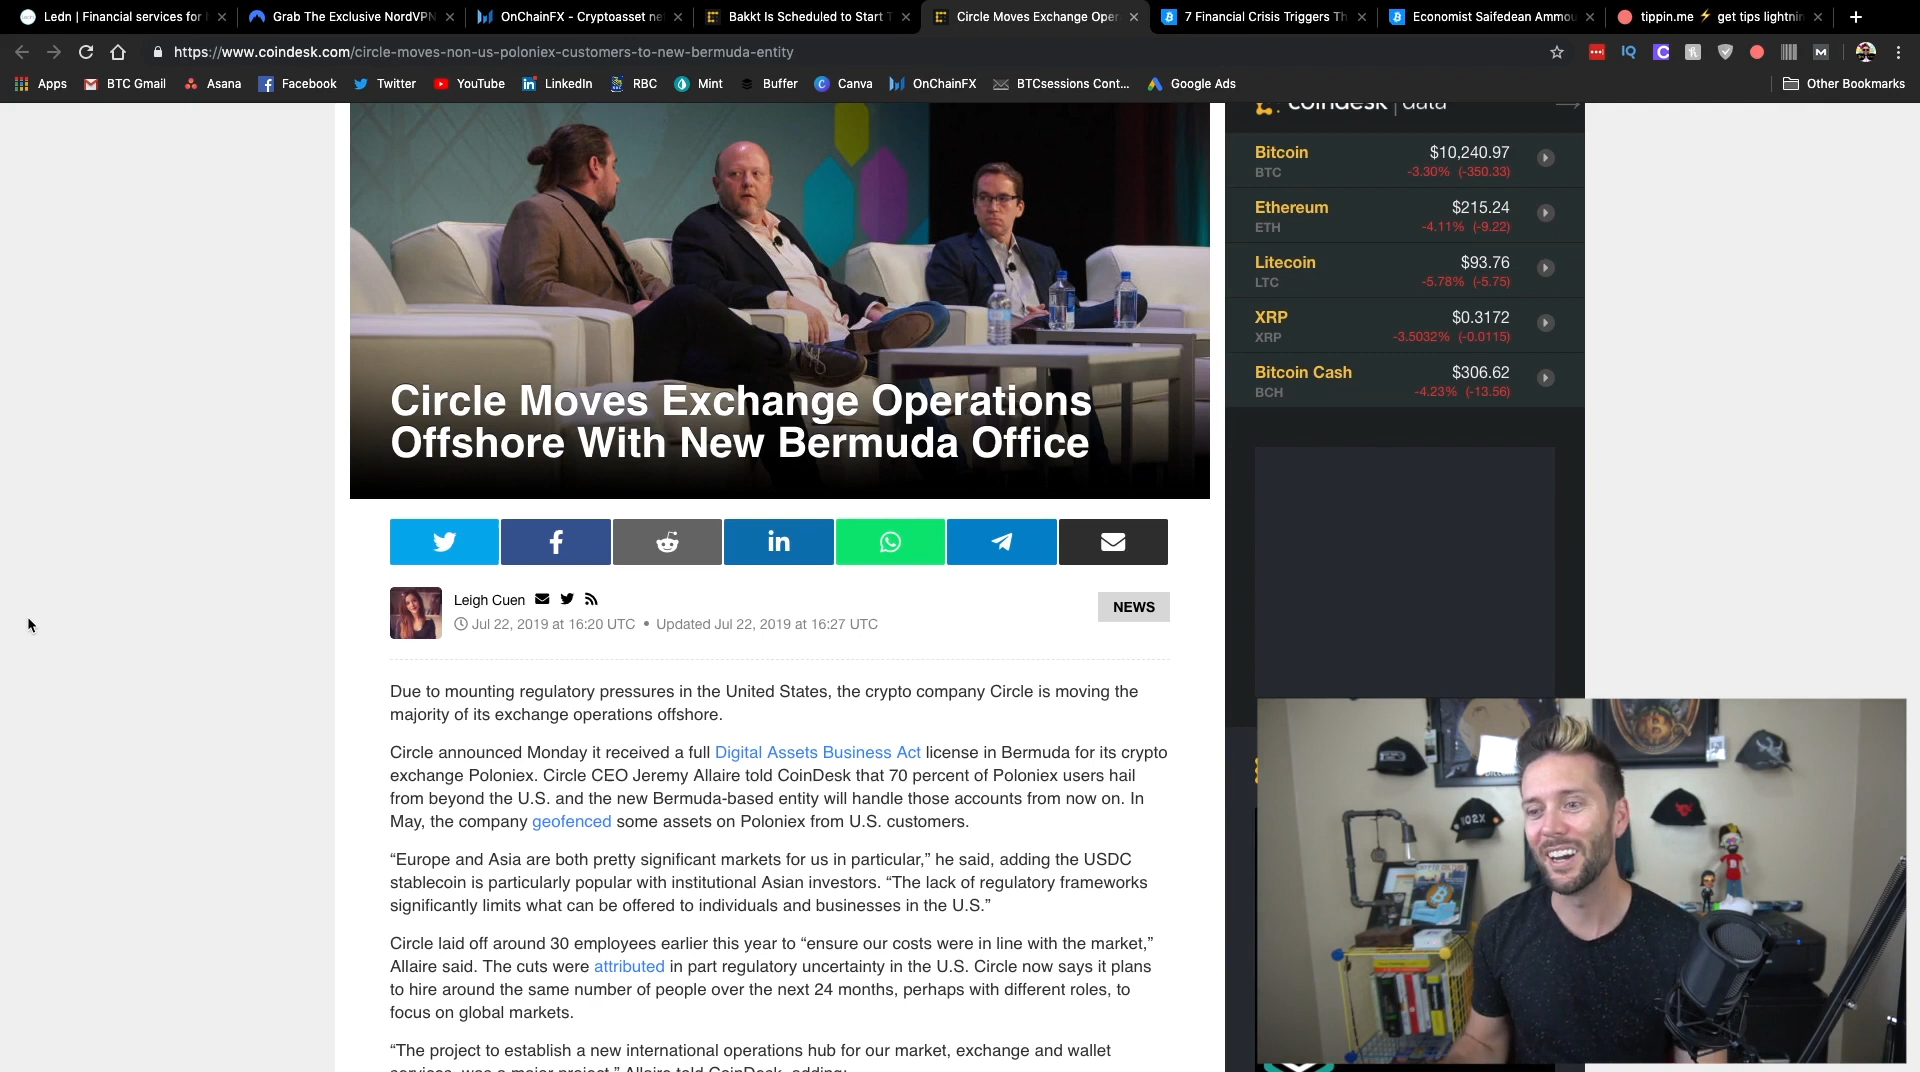 Ledn | Financial services for
Grab The Exclusive NordVPN
OnChainFX - Cryptoasset ne
Bakkt Is Scheduled to Start T
Circle Moves Exchange Oper
7 Financial Crisis Triggers Th
Economist Saifedean Ammou
tippin.me ⚡ get tips lightnin
https://www.coindesk.com/circle-moves-non-us-poloniex-customers-to-new-bermuda-entity
Apps
BTC Gmail
Asana
Facebook
Twitter
YouTube
LinkedIn
RBC
Mint
Buffer
Canva
OnChainFX
BTCsessions Cont...
Google Ads
Other Bookmarks
coindesk | data
Bitcoin $10,240.97
BTC -3.30% (-350.33)
Ethereum $215.24
ETH -4.11% (-9.22)
Litecoin $93.76
LTC -5.78% (-5.75)
XRP $0.3172
XRP -3.5032% (-0.0115)
Bitcoin Cash $306.62
BCH -4.23% (-13.56)
Circle Moves Exchange Operations
Offshore With New Bermuda Office
Leigh Cuen
Jul 22, 2019 at 16:20 UTC • Updated Jul 22, 2019 at 16:27 UTC
NEWS
Due to mounting regulatory pressures in the United States, the crypto company Circle is moving the
majority of its exchange operations offshore.
Circle announced Monday it received a full Digital Assets Business Act license in Bermuda for its crypto
exchange Poloniex. Circle CEO Jeremy Allaire told CoinDesk that 70 percent of Poloniex users hail
from beyond the U.S. and the new Bermuda-based entity will handle those accounts from now on. In
May, the company geofenced some assets on Poloniex from U.S. customers.
“Europe and Asia are both pretty significant markets for us in particular,” he said, adding the USDC
stablecoin is particularly popular with institutional Asian investors. “The lack of regulatory frameworks
significantly limits what can be offered to individuals and businesses in the U.S.”
Circle laid off around 30 employees earlier this year to “ensure our costs were in line with the market,”
Allaire said. The cuts were attributed in part regulatory uncertainty in the U.S. Circle now says it plans
to hire around the same number of people over the next 24 months, perhaps with different roles, to
focus on global markets.
“The project to establish a new international operations hub for our market, exchange and wallet
services, was a major project,” Allaire told CoinDesk, adding:
102X